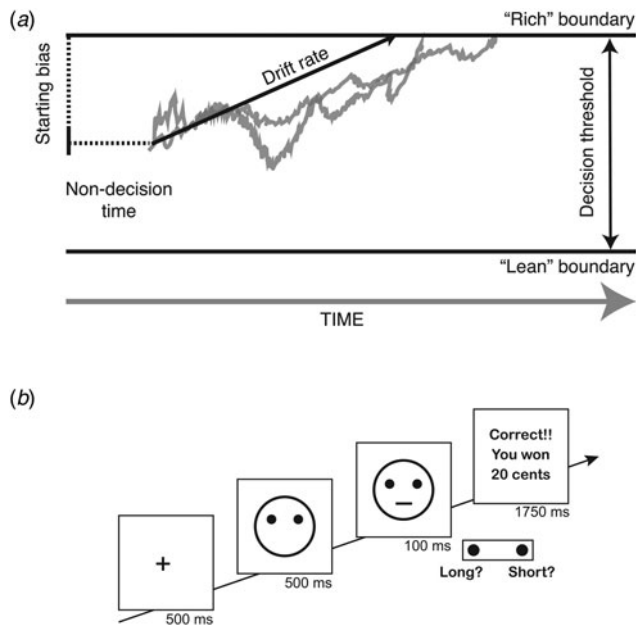 (a)
"Rich" boundary
Starting bias
Drift rate
Decision threshold
Non-decision
time
"Lean" boundary
TIME
(b)
+
500 ms
500 ms
100 ms
Correct!!
You won
20 cents
1750 ms
Long? Short?